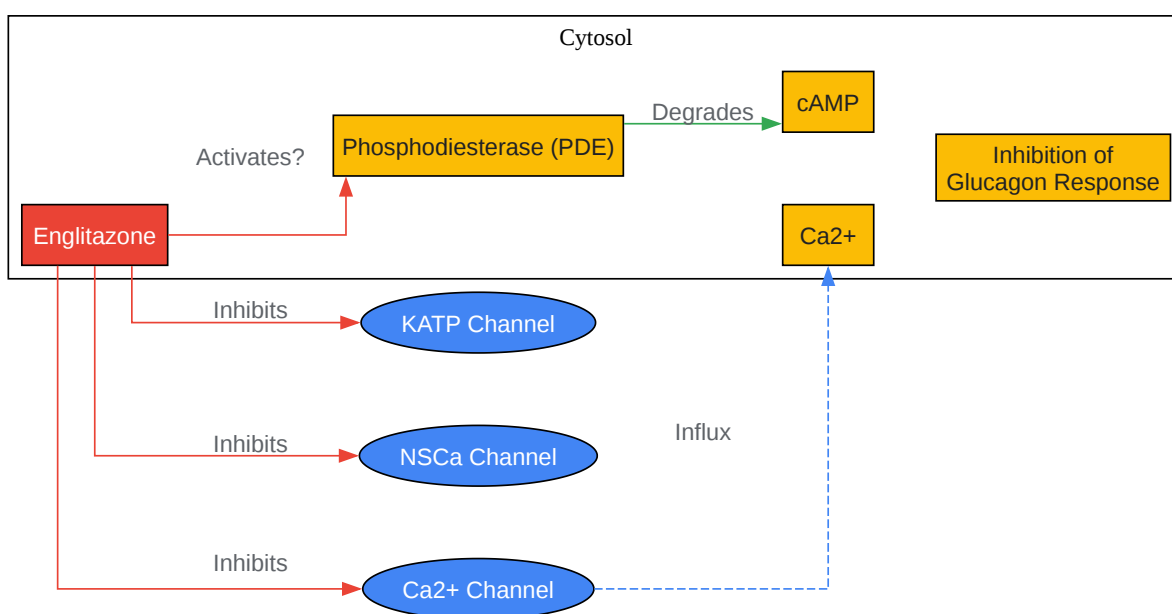 Cytosol
cAMP
Degrades
Phosphodiesterase (PDE)
Activates?
Inhibition of
Glucagon Response
Englitazone
Ca2+
Inhibits
KATP Channel
Influx
Inhibits
NSCa Channel
Inhibits
Ca2+ Channel